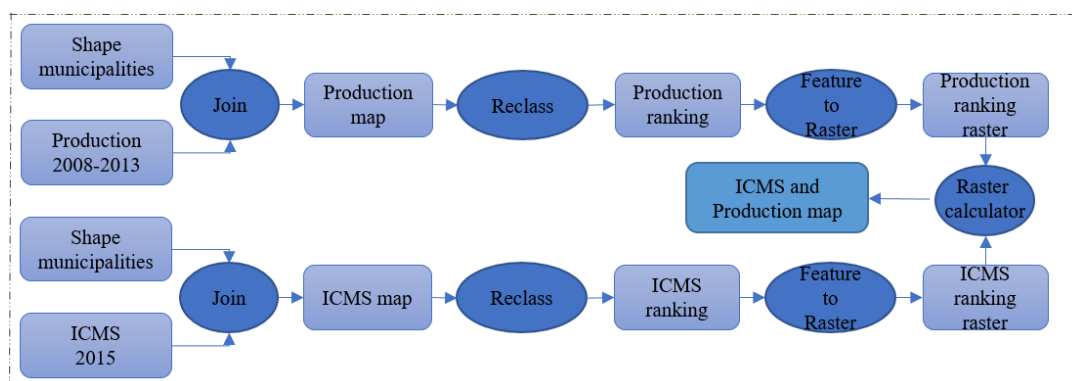 Shape
municipalities
Join
Production
2008-2013
Production
map
Reclass
Production
ranking
Feature
to
Raster
Production
ranking
raster
ICMS and
Production map
Raster
calculator
Shape
municipalities
Join
ICMS
2015
ICMS map
Reclass
ICMS
ranking
Feature
to
Raster
ICMS
ranking
raster